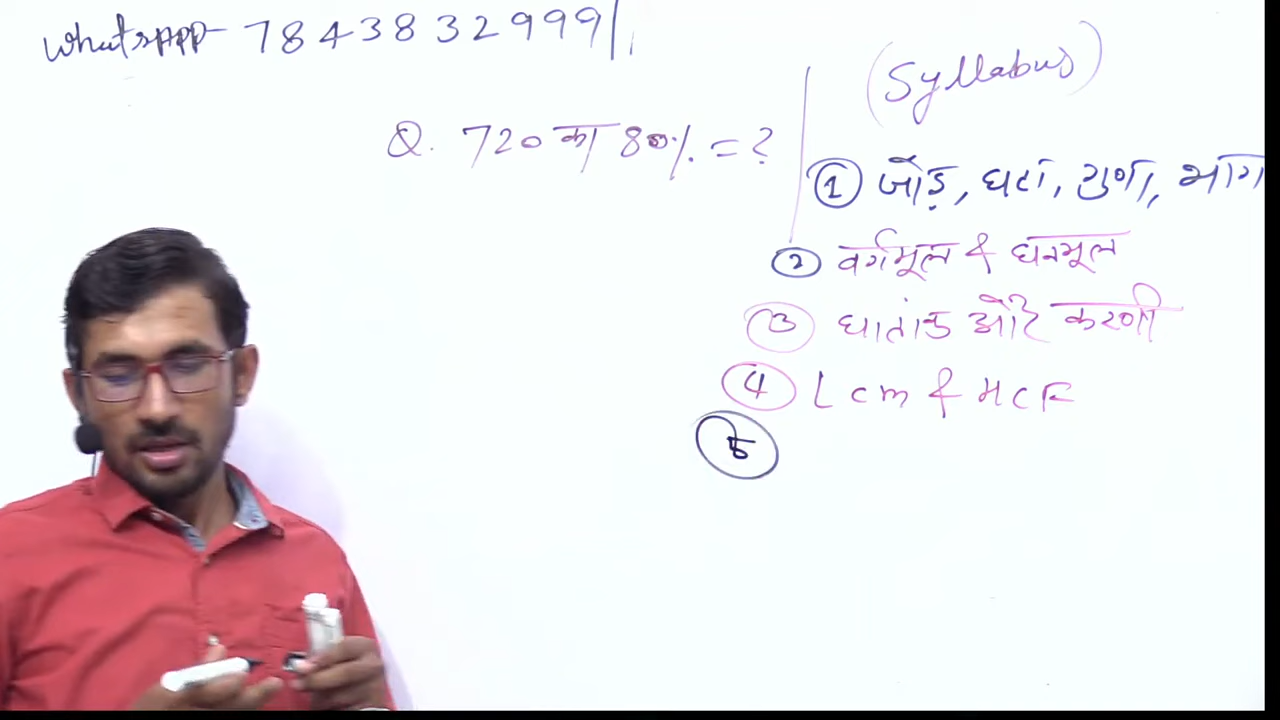 Whatsapp- 7843832999
Q. 720 का 80% = ?
(Syllabus)
① जोड़, घटा, गुणा, भाग
② वर्गमूल & घनमूल
③ घातांक और करणी
④ Lcm & HCF
⑤